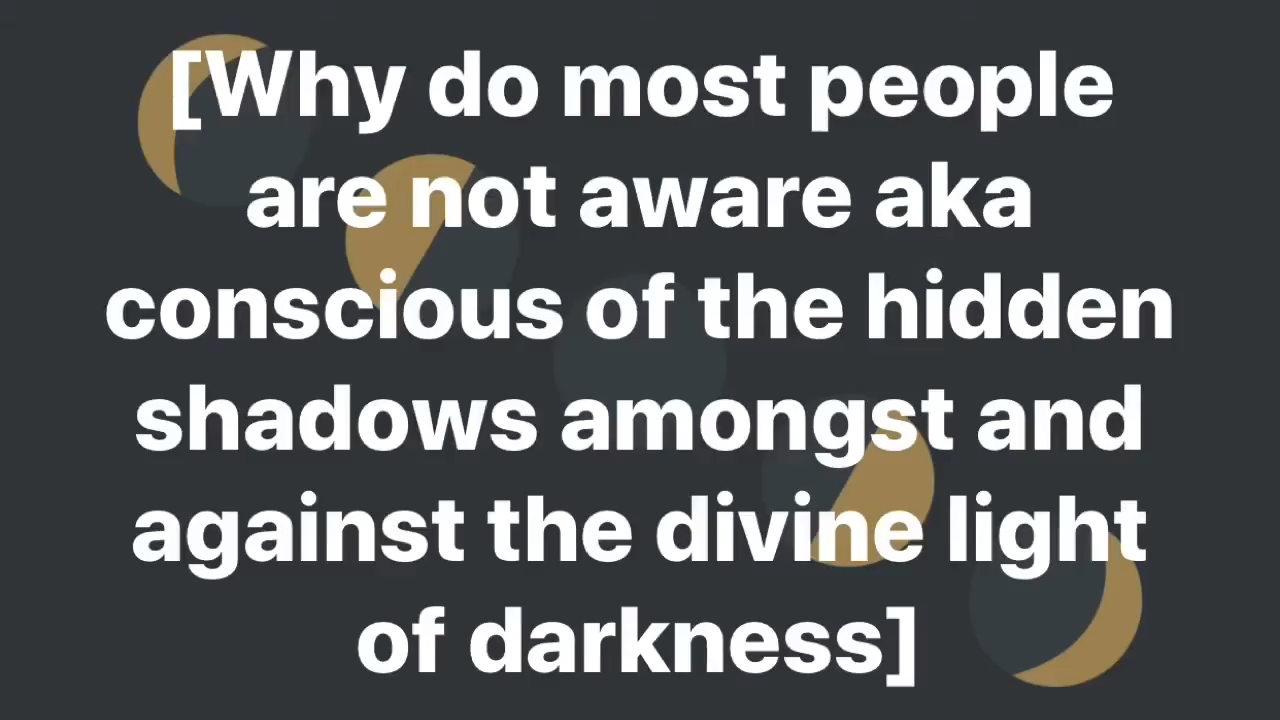 [Why do most people
are not aware aka
conscious of the hidden
shadows amongst and
against the divine light
of darkness]